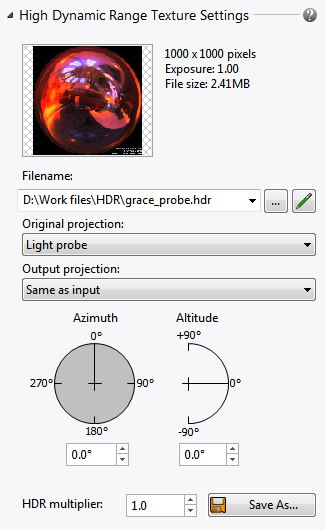 High Dynamic Range Texture Settings
1000 x 1000 pixels
Exposure: 1.00
File size: 2.41MB
Filename:
D:\Work files\HDR\grace_probe.hdr
...
Original projection:
Light probe
Output projection:
Same as input
Azimuth
Altitude
0°
+90°
270°
90°
0°
180°
-90°
0.0°
0.0°
HDR multiplier:
1.0
Save As...